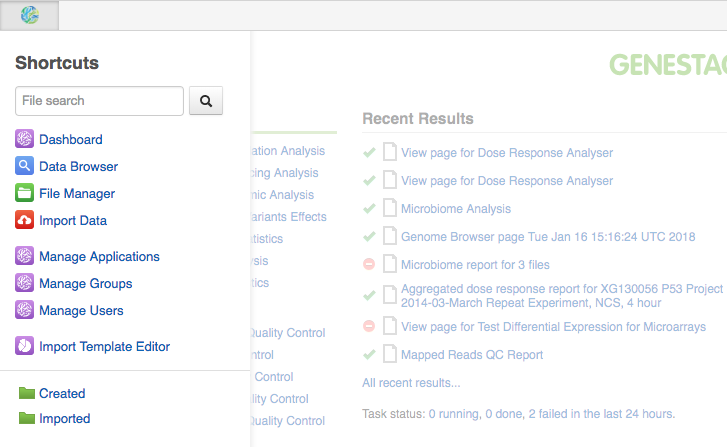 Shortcuts
File search
Dashboard
Data Browser
File Manager
Import Data
Manage Applications
Manage Groups
Manage Users
Import Template Editor
Created
Imported
ation Analysis
cing Analysis
mic Analysis
ariants Effects
tistics
ysis
tics
Quality Control
ntrol
Control
lity Control
Quality Control
GENESTAC
Recent Results
View page for Dose Response Analyser
View page for Dose Response Analyser
Microbiome Analysis
Genome Browser page Tue Jan 16 15:16:24 UTC 2018
Microbiome report for 3 files
Aggregated dose response report for XG130056 P53 Project
2014-03-March Repeat Experiment, NCS, 4 hour
View page for Test Differential Expression for Microarrays
Mapped Reads QC Report
All recent results...
Task status: 0 running, 0 done, 2 failed in the last 24 hours.